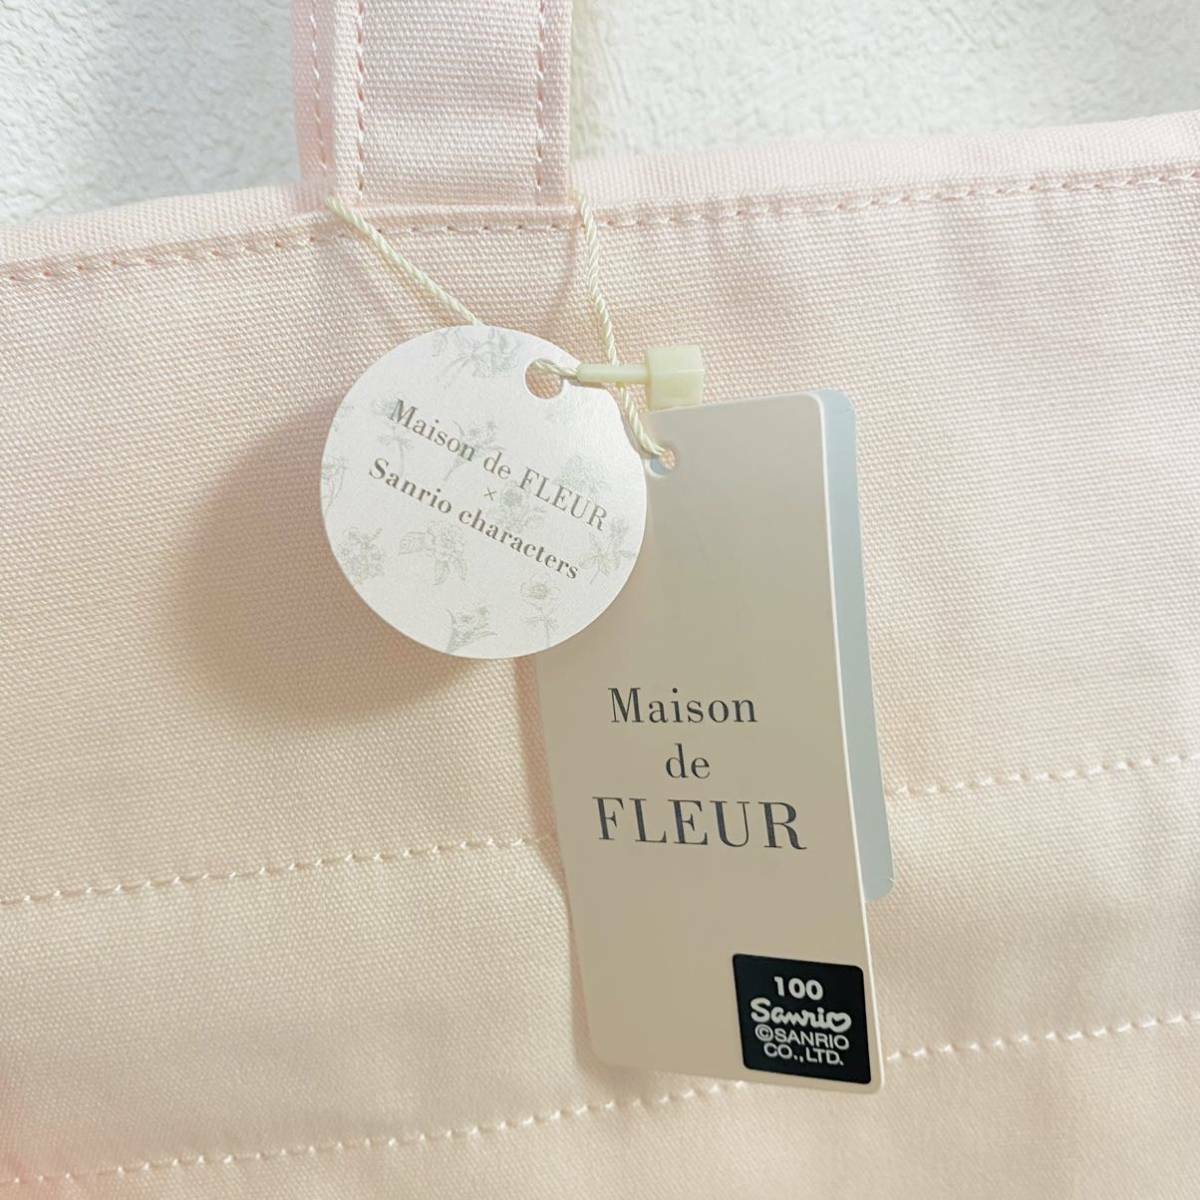 Maison de FLEUR
×
Sanrio characters
Maison
de
FLEUR
100
Sanrio
©SANRIO
CO.,LTD.